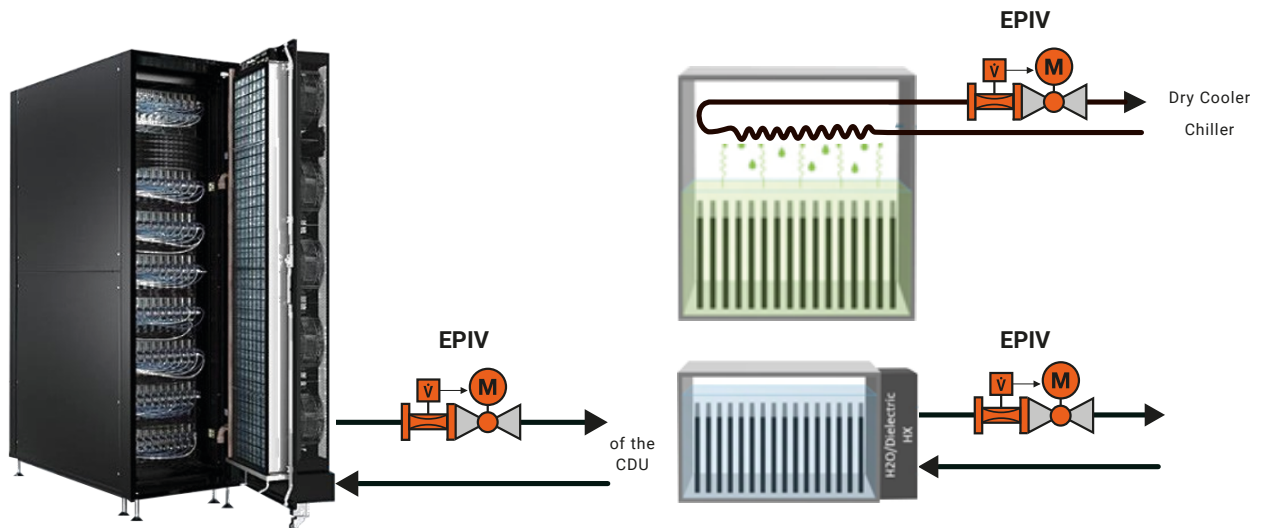 EPIV
V̇
M
of the
CDU
EPIV
V̇
M
Dry Cooler
Chiller
EPIV
V̇
M
H2O/Dielectric
HX